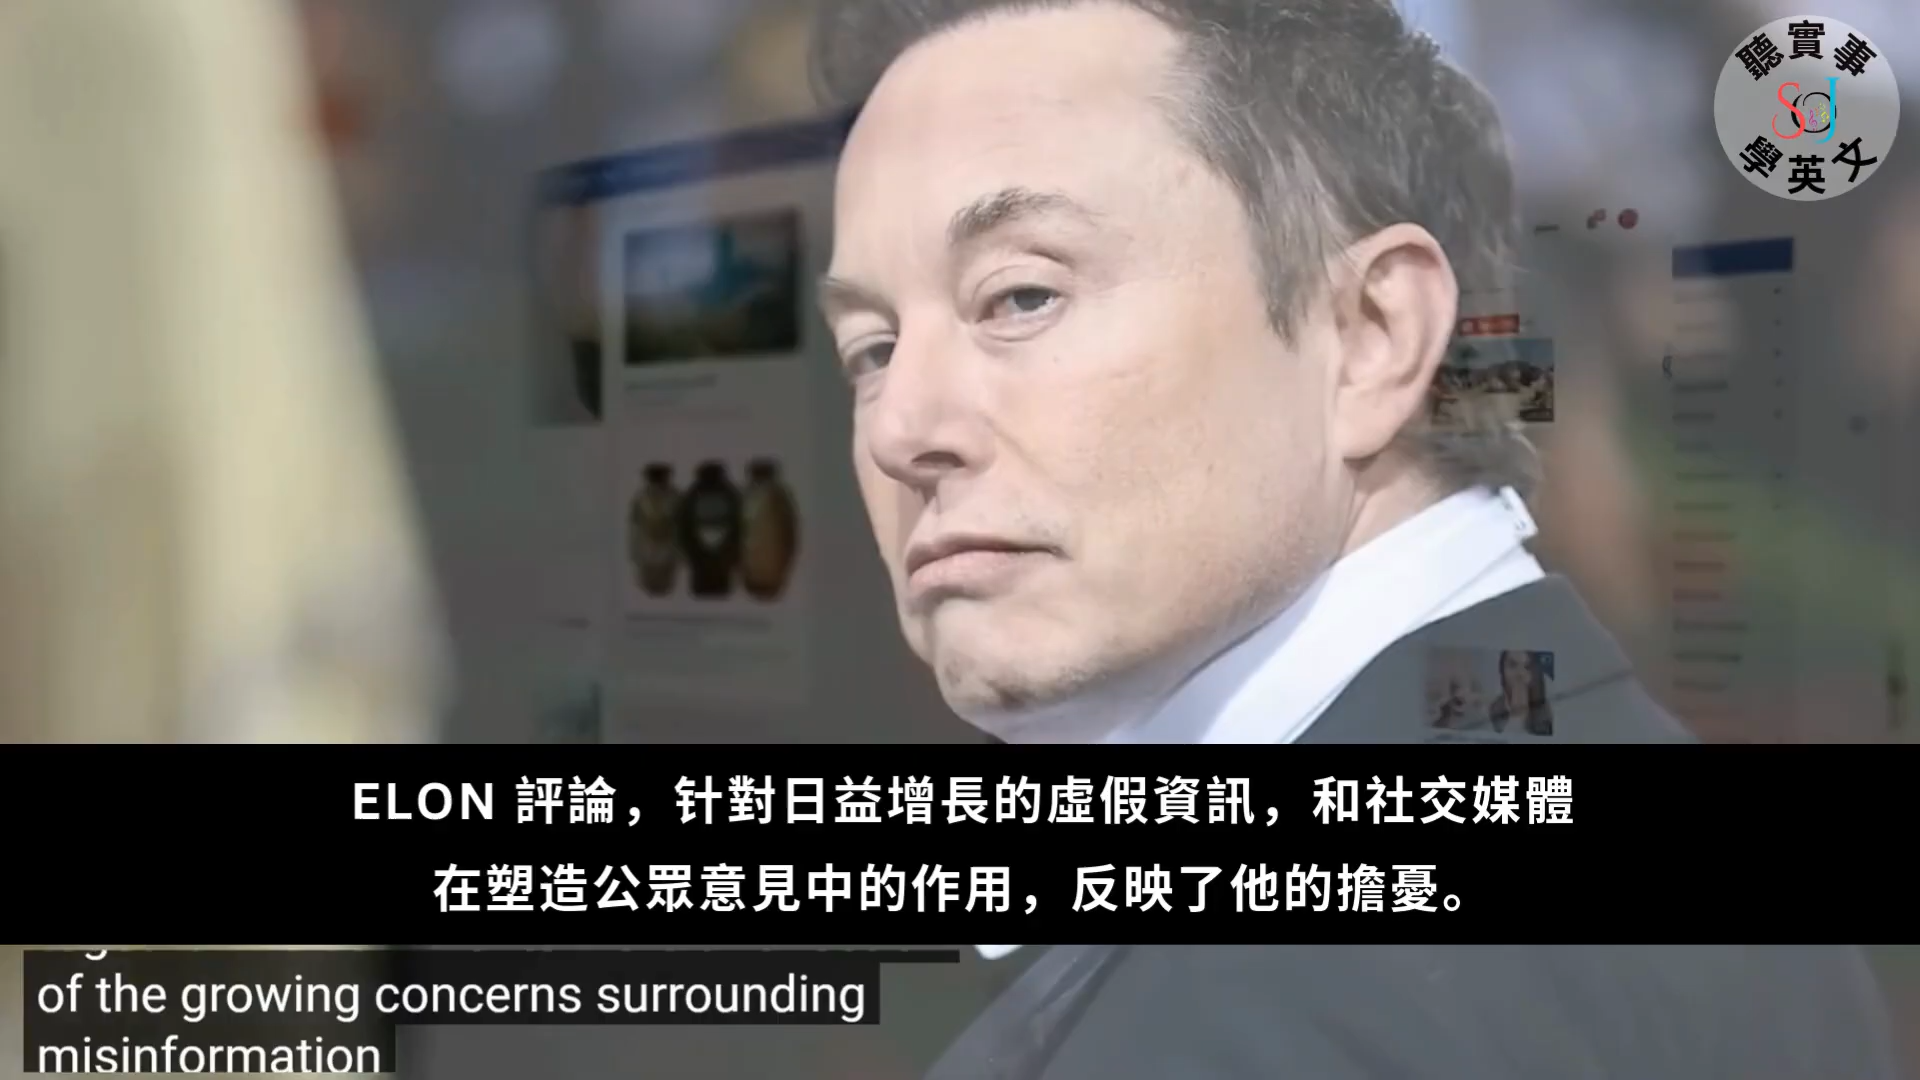 聽實事
SOJ
學英文
ELON 評論，针對日益增長的虛假資訊，和社交媒體
在塑造公眾意見中的作用，反映了他的擔憂。
of the growing concerns surrounding
misinformation